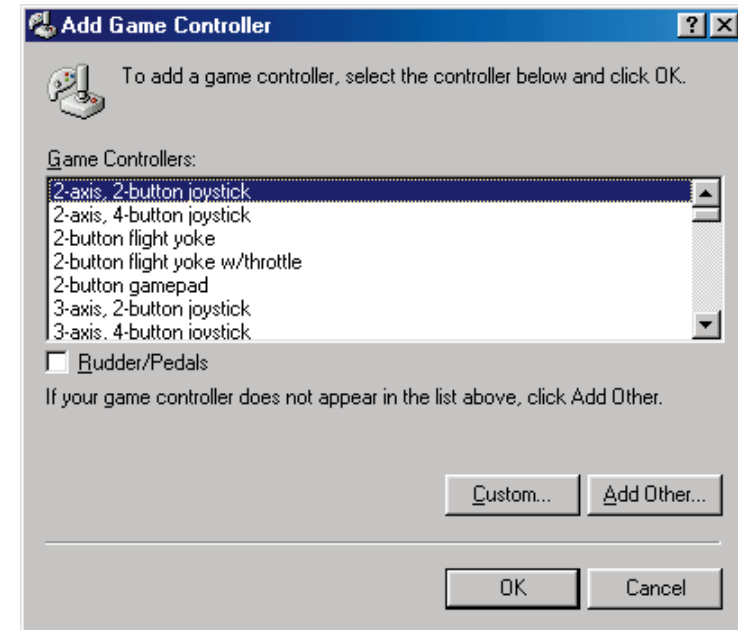 Add Game Controller
To add a game controller, select the controller below and click OK.
Game Controllers:
2-axis, 2-button joystick
2-axis, 4-button joystick
2-button flight yoke
2-button flight yoke w/throttle
2-button gamepad
3-axis, 2-button joystick
3-axis, 4-button joystick
Rudder/Pedals
If your game controller does not appear in the list above, click Add Other.
Custom... Add Other...
OK Cancel